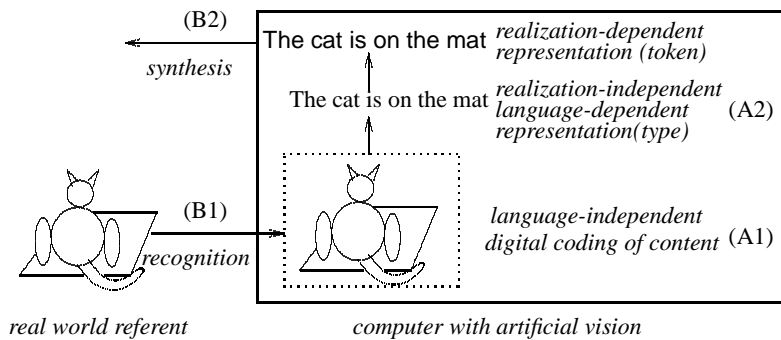 (B2)
synthesis
The cat is on the mat
realization-dependent
representation (token)
The cat is on the mat
realization-independent
language-dependent
representation(type)
(A2)
(B1)
recognition
language-independent
digital coding of content
(A1)
real world referent
computer with artificial vision